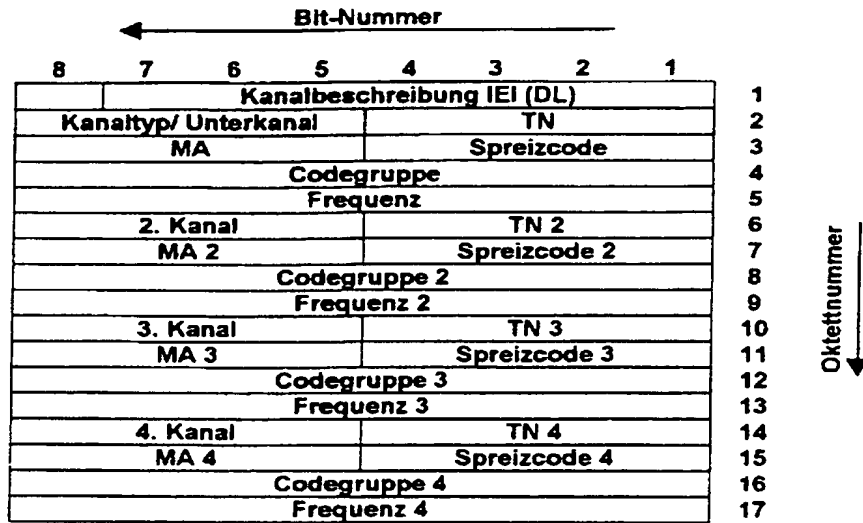 Bit-Nummer
8 7 6 5 4 3 2 1
Kanalbeschreibung IEI (DL) 1
Kanaltyp/ Unterkanal TN 2
MA Spreizcode 3
Codegruppe 4
Frequenz 5
2. Kanal TN 2 6
MA 2 Spreizcode 2 7
Codegruppe 2 8
Frequenz 2 9
3. Kanal TN 3 10
MA 3 Spreizcode 3 11
Codegruppe 3 12
Frequenz 3 13
4. Kanal TN 4 14
MA 4 Spreizcode 4 15
Codegruppe 4 16
Frequenz 4 17
Oktettnummer